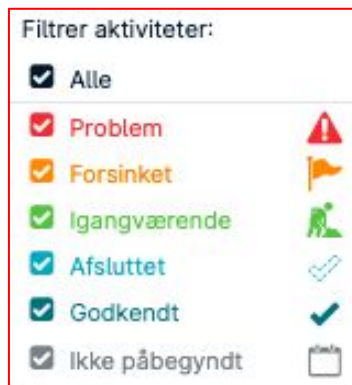 Filtrer aktiviteter:
Alle
Problem
Forsinket
Igangværende
Afsluttet
Godkendt
Ikke påbegyndt